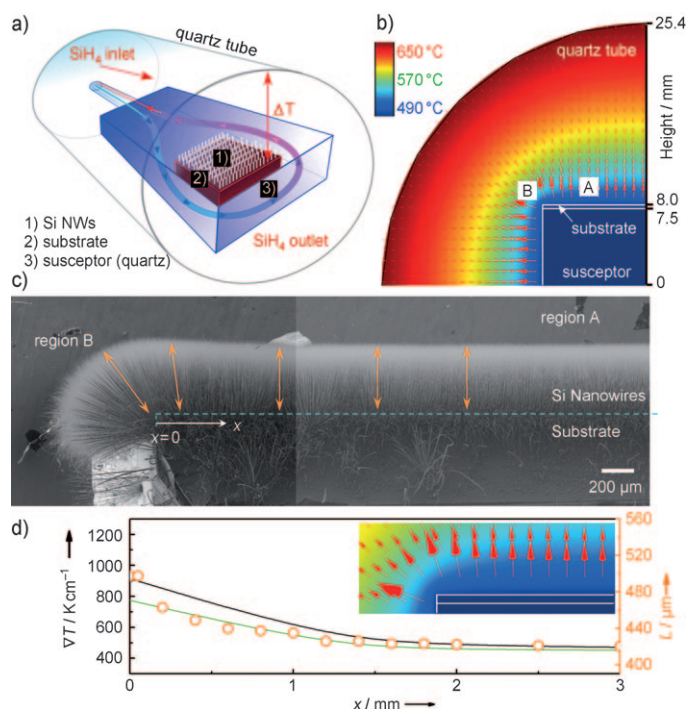 a)
SiH4 inlet
quartz tube
ΔT
1)
2)
3)
SiH4 outlet
1) Si NWs
2) substrate
3) susceptor (quartz)
b)
650 °C
570 °C
490 °C
quartz tube
B
A
substrate
susceptor
25.4
8.0
7.5
0
Height / mm
c)
region B
region A
Si Nanowires
x=0
x
Substrate
200 µm
d)
1200
1000
800
600
400
∇T / K cm⁻¹
560
520
480
440
400
L / µm
0
1
2
3
x / mm